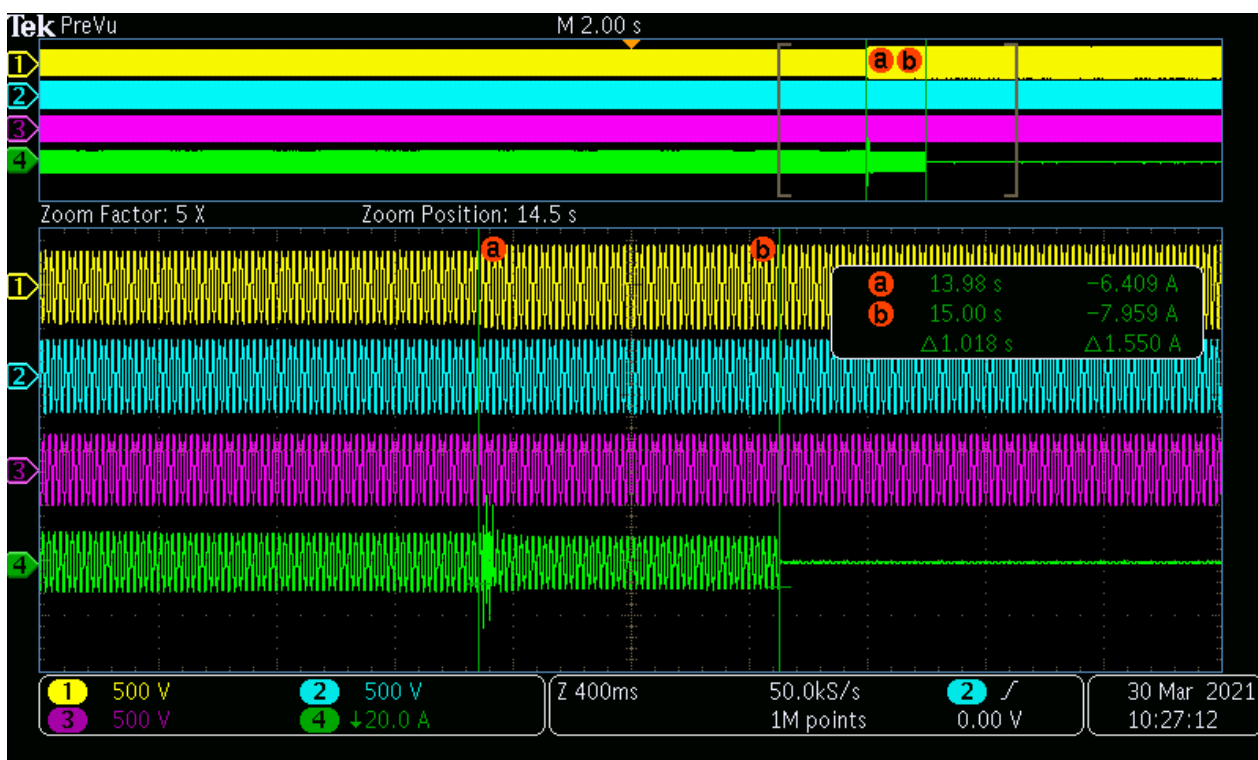 Tek PreVu M 2.00 s
1
a b
2
3
4
Zoom Factor: 5 X Zoom Position: 14.5 s
a b
1
a 13.98 s −6.409 A
b 15.00 s −7.959 A
△1.018 s △1.550 A
2
3
4
1 500 V 2 500 V Z 400ms 50.0kS/s 2 30 Mar 2021
3 500 V 4 ↓20.0 A 1M points 0.00 V 10:27:12